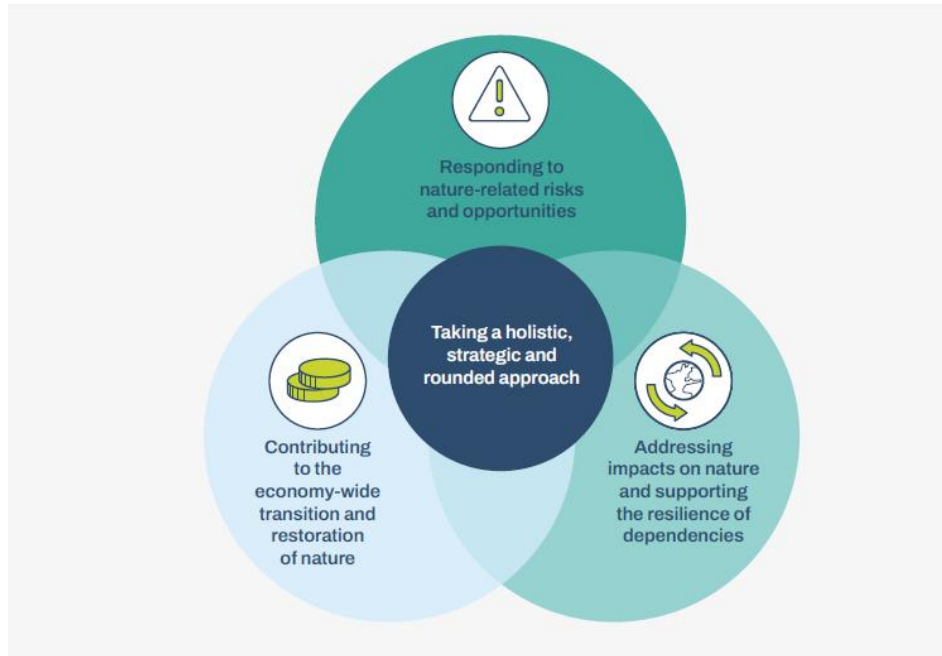 Responding to
nature-related risks
and opportunities
Taking a holistic,
strategic and
rounded approach
Contributing
to the
economy-wide
transition and
restoration
of nature
Addressing
impacts on nature
and supporting
the resilience of
dependencies